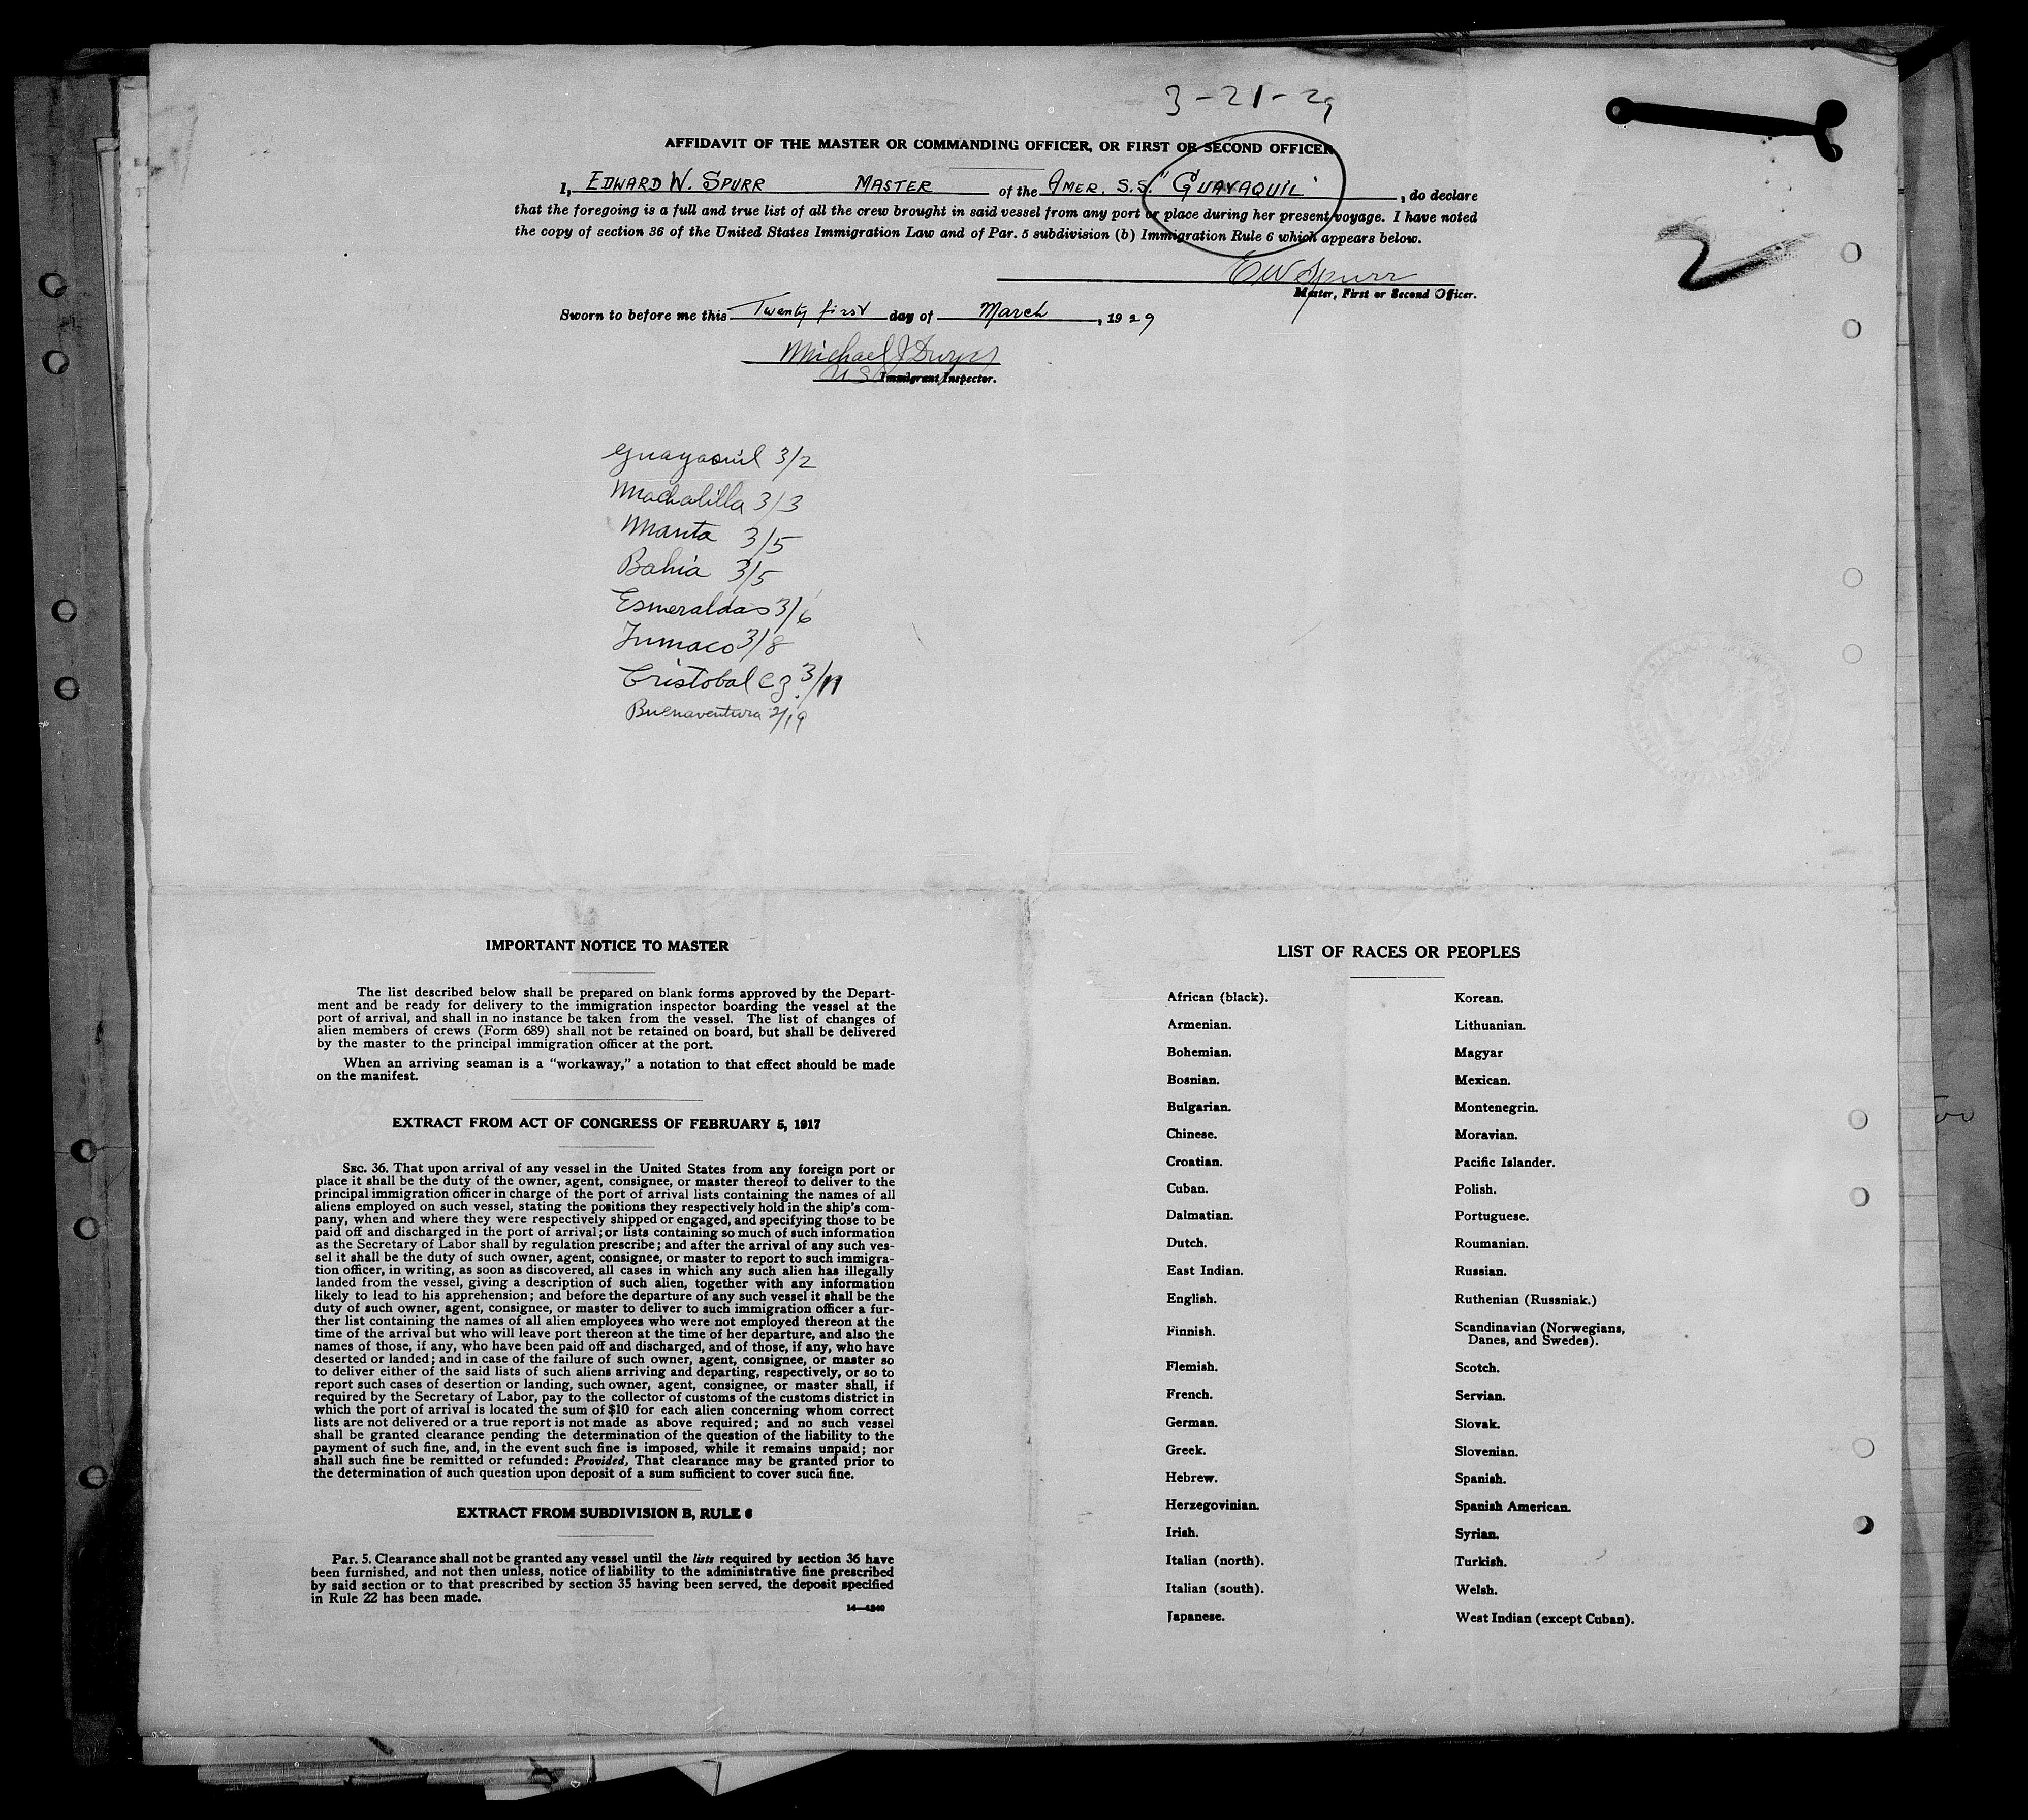 3-21-29
AFFIDAVIT OF THE MASTER OR COMMANDING OFFICER, OR FIRST OR SECOND OFFICER
I, EDWARD W. SPURR MASTER of the AMER. S.S. "GUAYAQUIL" , do declare
that the foregoing is a full and true list of all the crew brought in said vessel from any port or place during her present voyage. I have noted
the copy of section 36 of the United States Immigration Law and of Par. 5 subdivision (b) Immigration Rule 6 which appears below.
2
E W Spurr
Master, First or Second Officer.
Sworn to before me this Twenty first day of March , 1929
Michael J Dwyer
Immigrant Inspector.
Guayaquil 3/2
Machalilla 3/3
Manta 3/5
Bahia 3/5
Esmeraldas 3/6
Tumaco 3/8
Cristobal C z. 3/11
Buenaventura 2/19
IMPORTANT NOTICE TO MASTER
The list described below shall be prepared on blank forms approved by the Depart-
ment and be ready for delivery to the immigration inspector boarding the vessel at the
port of arrival, and shall in no instance be taken from the vessel. The list of changes of
alien members of crews (Form 689) shall not be retained on board, but shall be delivered
by the master to the principal immigration officer at the port.
When an arriving seaman is a "workaway," a notation to that effect should be made
on the manifest.
EXTRACT FROM ACT OF CONGRESS OF FEBRUARY 5, 1917
SEC. 36. That upon arrival of any vessel in the United States from any foreign port or
place it shall be the duty of the owner, agent, consignee, or master thereof to deliver to the
principal immigration officer in charge of the port of arrival lists containing the names of all
aliens employed on such vessel, stating the positions they respectively hold in the ship's com-
pany, when and where they were respectively shipped or engaged, and specifying those to be
paid off and discharged in the port of arrival; or lists containing so much of such information
as the Secretary of Labor shall by regulation prescribe; and after the arrival of any such ves-
sel it shall be the duty of such owner, agent, consignee, or master to report to such immigra-
tion officer, in writing, as soon as discovered, all cases in which any such alien has illegally
landed from the vessel, giving a description of such alien, together with any information
likely to lead to his apprehension; and before the departure of any such vessel it shall be the
duty of such owner, agent, consignee, or master to deliver to such immigration officer a fur-
ther list containing the names of all alien employees who were not employed thereon at the
time of the arrival but who will leave port thereon at the time of her departure, and also the
names of those, if any, who have been paid off and discharged, and of those, if any, who have
deserted or landed; and in case of the failure of such owner, agent, consignee, or master so
to deliver either of the said lists of such aliens arriving and departing, respectively, or so to
report such cases of desertion or landing, such owner, agent, consignee, or master shall, if
required by the Secretary of Labor, pay to the collector of customs of the customs district in
which the port of arrival is located the sum of $10 for each alien concerning whom correct
lists are not delivered or a true report is not made as above required; and no such vessel
shall be granted clearance pending the determination of the question of the liability to the
payment of such fine, and, in the event such fine is imposed, while it remains unpaid; nor
shall such fine be remitted or refunded: Provided, That clearance may be granted prior to
the determination of such question upon deposit of a sum sufficient to cover such fine.
EXTRACT FROM SUBDIVISION B, RULE 6
Par. 5. Clearance shall not be granted any vessel until the lists required by section 36 have
been furnished, and not then unless, notice of liability to the administrative fine prescribed
by said section or to that prescribed by section 35 having been served, the deposit specified
in Rule 22 has been made.
LIST OF RACES OR PEOPLES
African (black).
Armenian.
Bohemian.
Bosnian.
Bulgarian.
Chinese.
Croatian.
Cuban.
Dalmatian.
Dutch.
East Indian.
English.
Finnish.
Flemish.
French.
German.
Greek.
Hebrew.
Herzegovinian.
Irish.
Italian (north).
Italian (south).
Japanese.
Korean.
Lithuanian.
Magyar
Mexican.
Montenegrin.
Moravian.
Pacific Islander.
Polish.
Portuguese.
Roumanian.
Russian.
Ruthenian (Russniak.)
Scandinavian (Norwegians,
Danes, and Swedes).
Scotch.
Servian.
Slovak.
Slovenian.
Spanish.
Spanish American.
Syrian.
Turkish.
Welsh.
West Indian (except Cuban).